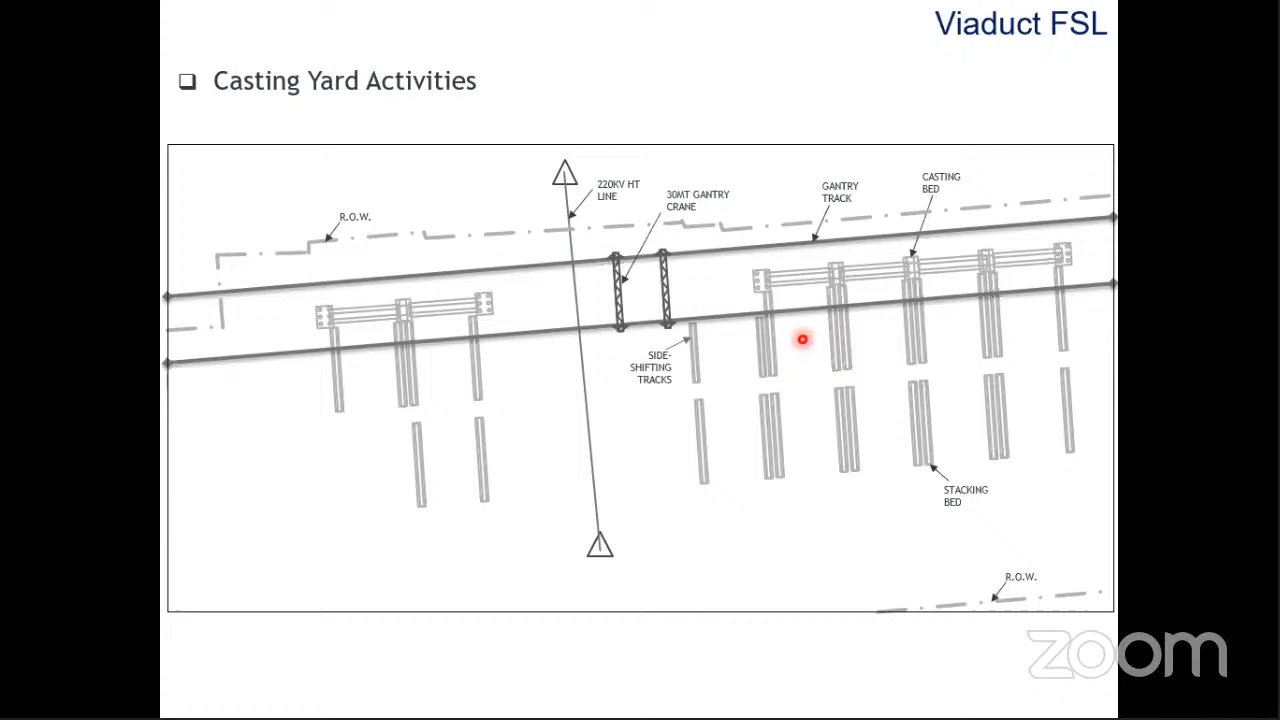 Viaduct FSL
❑ Casting Yard Activities
R.O.W.
220KV HT
LINE
30MT GANTRY
CRANE
GANTRY
TRACK
CASTING
BED
SIDE-
SHIFTING
TRACKS
STACKING
BED
R.O.W.
zoom